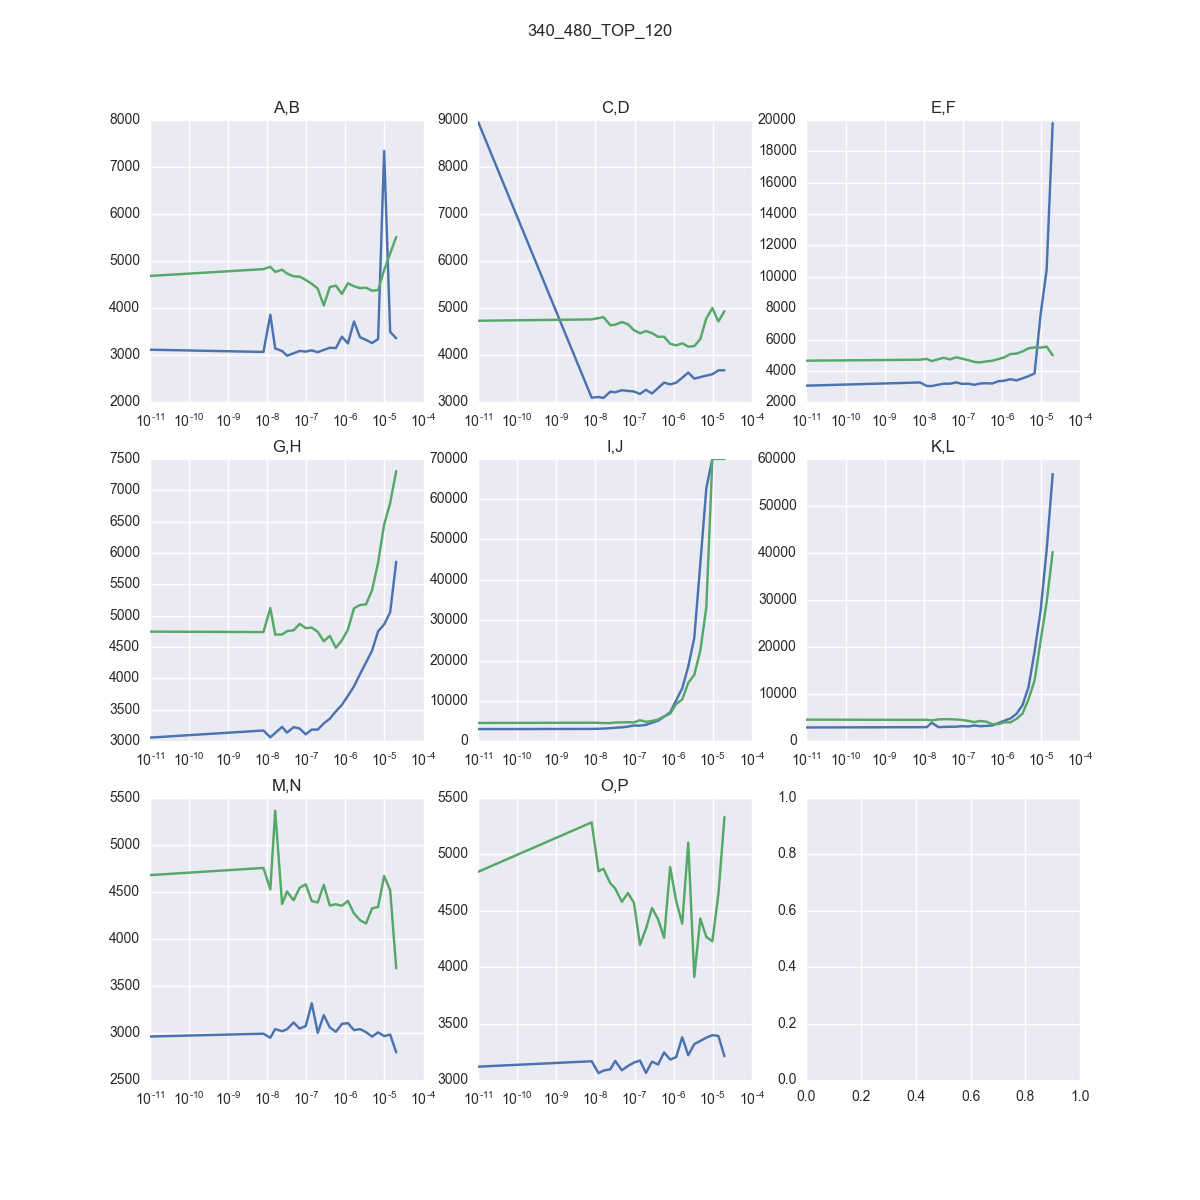 340_480_TOP_120
A,B C,D E,F
8000 9000 20000
7000 8000 18000
6000 7000 16000
5000 6000 14000
4000 5000 12000
3000 4000 10000
2000 3000 8000
6000
4000
2000
10⁻¹¹ 10⁻¹⁰ 10⁻⁹ 10⁻⁸ 10⁻⁷ 10⁻⁶ 10⁻⁵ 10⁻⁴ 10⁻¹¹ 10⁻¹⁰ 10⁻⁹ 10⁻⁸ 10⁻⁷ 10⁻⁶ 10⁻⁵ 10⁻⁴ 10⁻¹¹ 10⁻¹⁰ 10⁻⁹ 10⁻⁸ 10⁻⁷ 10⁻⁶ 10⁻⁵ 10⁻⁴
G,H I,J K,L
7500 70000 60000
7000 60000 50000
6500 50000 40000
6000 40000 30000
5500 30000 20000
5000 20000 10000
4500 10000 0
4000 0
3500
3000
10⁻¹¹ 10⁻¹⁰ 10⁻⁹ 10⁻⁸ 10⁻⁷ 10⁻⁶ 10⁻⁵ 10⁻⁴ 10⁻¹¹ 10⁻¹⁰ 10⁻⁹ 10⁻⁸ 10⁻⁷ 10⁻⁶ 10⁻⁵ 10⁻⁴ 10⁻¹¹ 10⁻¹⁰ 10⁻⁹ 10⁻⁸ 10⁻⁷ 10⁻⁶ 10⁻⁵ 10⁻⁴
M,N O,P
5500 5500 1.0
5000 5000 0.8
4500 4500 0.6
4000 4000 0.4
3500 3500 0.2
3000 3000 0.0
2500
10⁻¹¹ 10⁻¹⁰ 10⁻⁹ 10⁻⁸ 10⁻⁷ 10⁻⁶ 10⁻⁵ 10⁻⁴ 10⁻¹¹ 10⁻¹⁰ 10⁻⁹ 10⁻⁸ 10⁻⁷ 10⁻⁶ 10⁻⁵ 10⁻⁴ 0.0 0.2 0.4 0.6 0.8 1.0